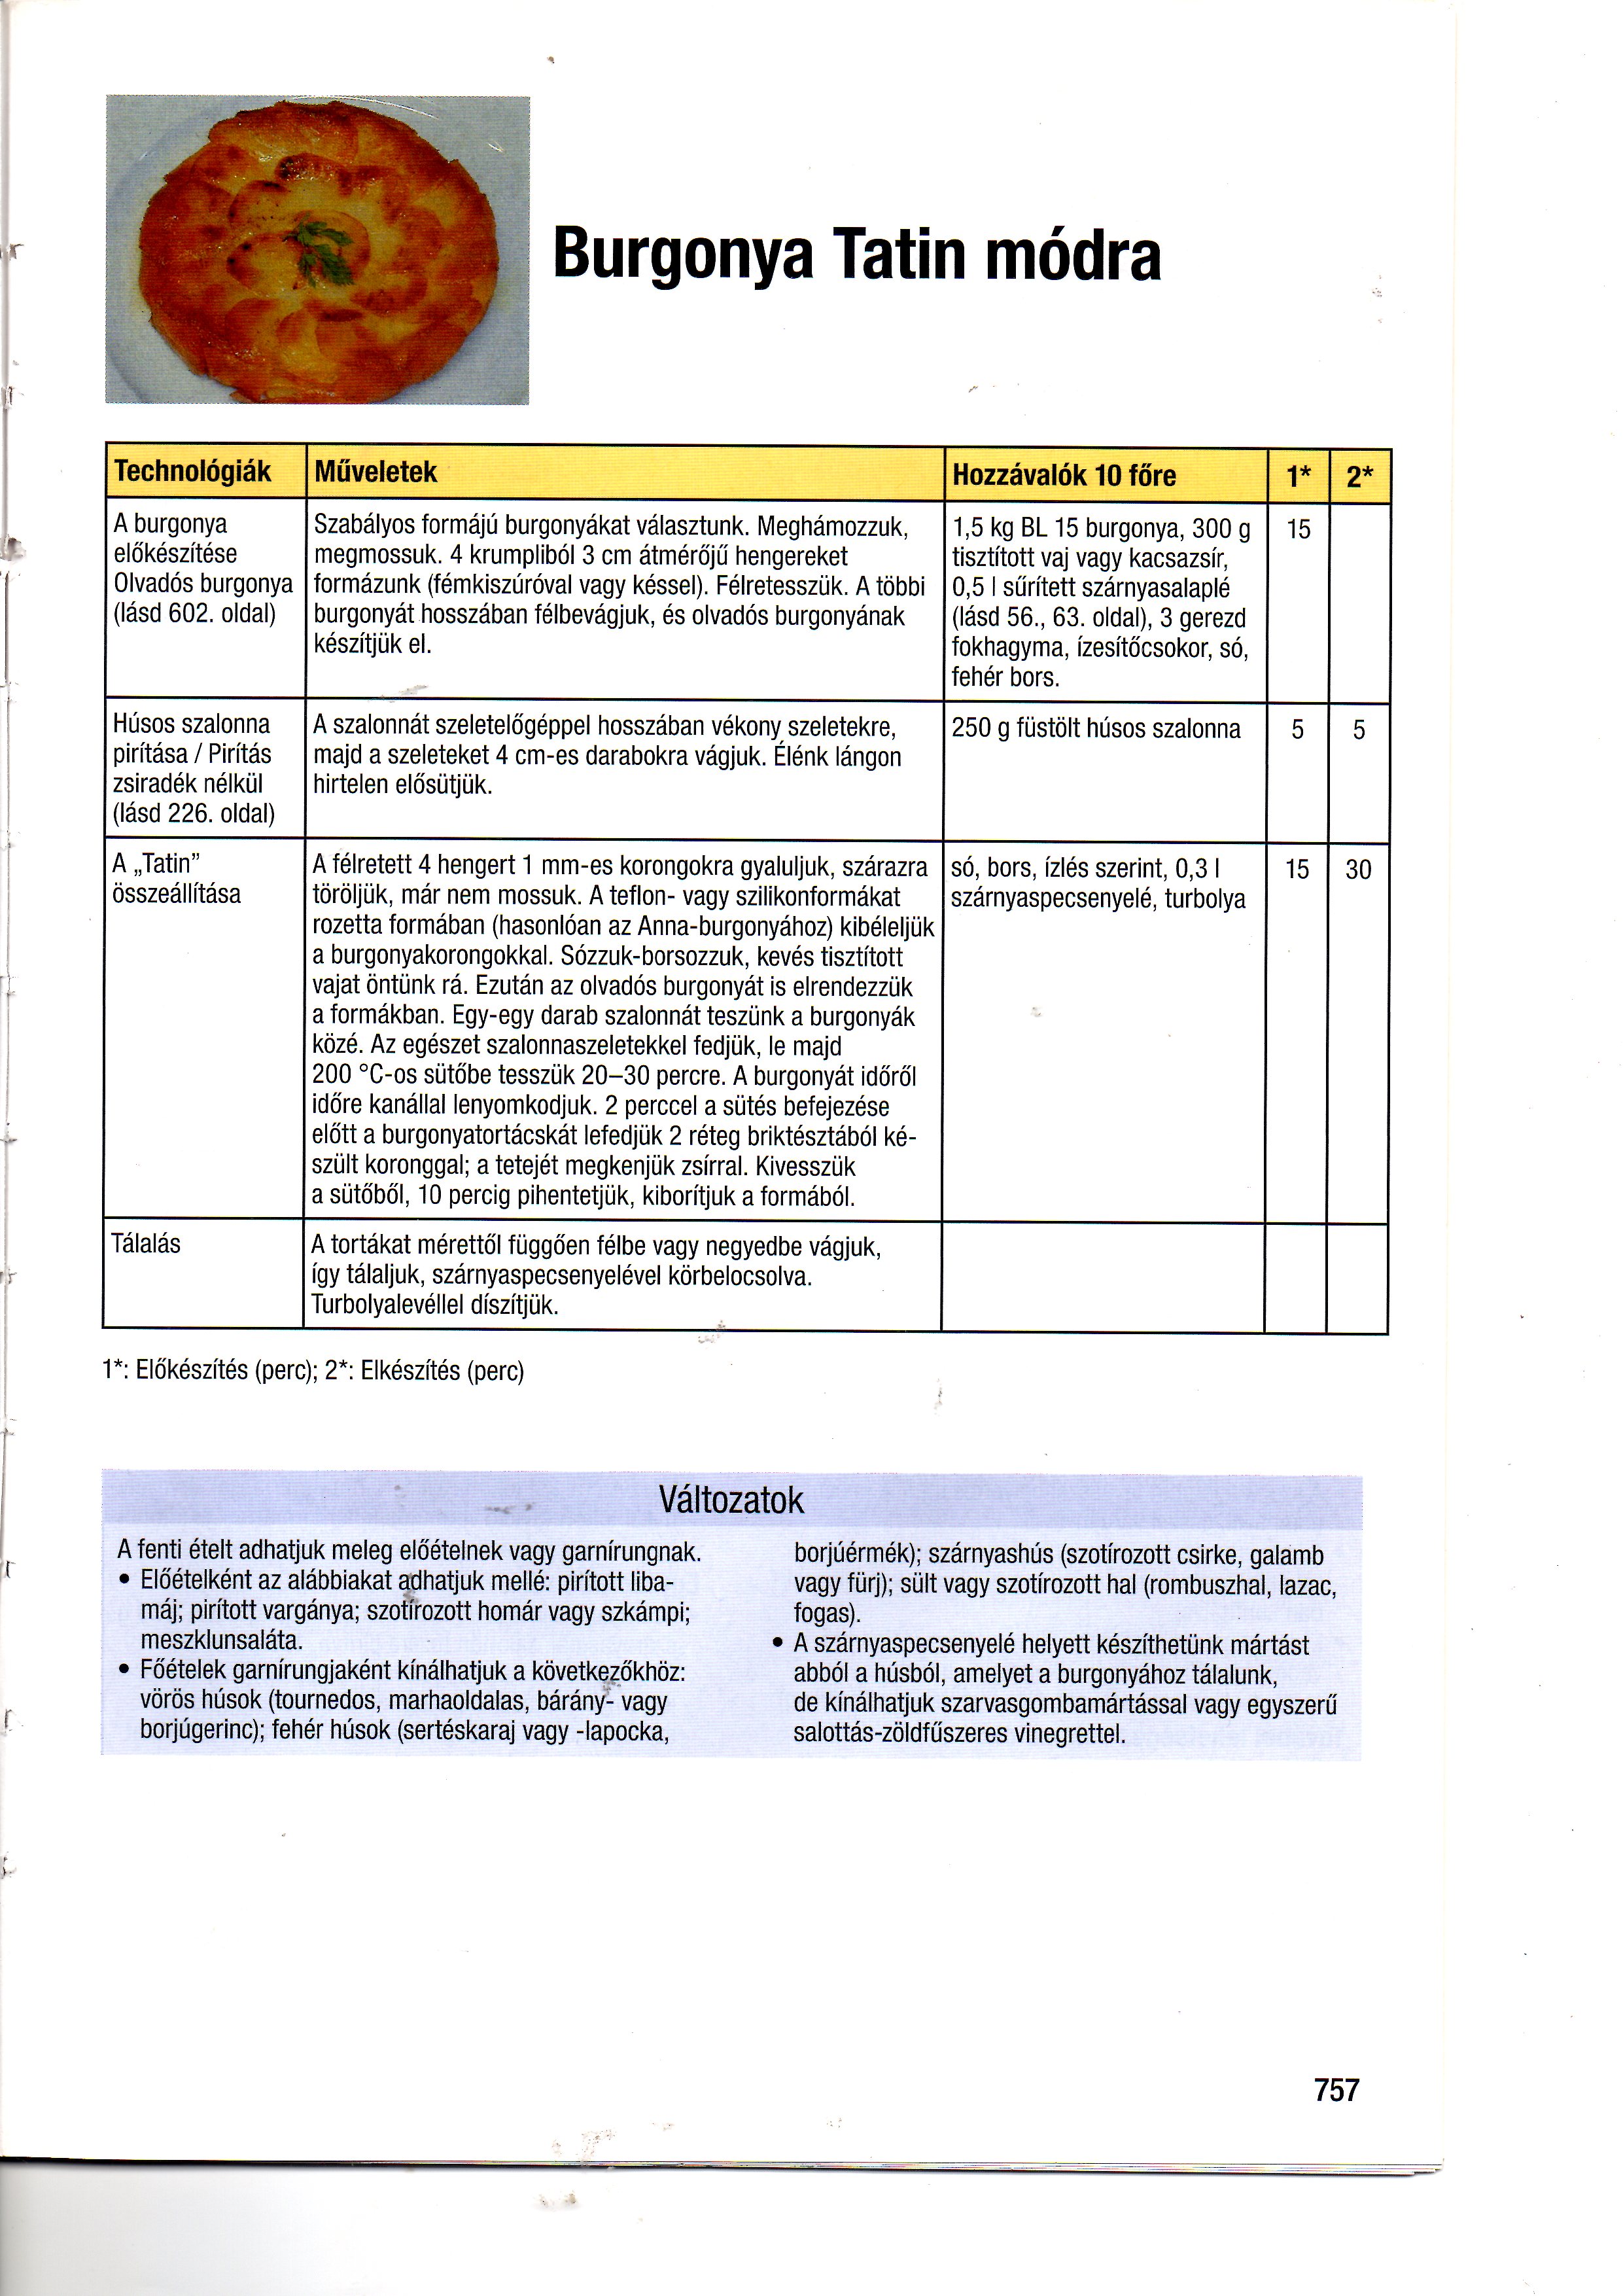 Burgonya Tatin módra
Technológiák
Műveletek
Hozzávalók 10 főre
1*
2*
A burgonya
előkészítése
Olvadós burgonya
(lásd 602. oldal)
Szabályos formájú burgonyákat választunk. Meghámozzuk,
megmossuk. 4 krumpliból 3 cm átmérőjű hengereket
formázunk (fémkiszúróval vagy késsel). Félretesszük. A többi
burgonyát hosszában félbevágjuk, és olvadós burgonyának
készítjük el.
1,5 kg BL 15 burgonya, 300 g
tisztított vaj vagy kacsazsír,
0,5 l sűrített szárnyasalaplé
(lásd 56., 63. oldal), 3 gerezd
fokhagyma, ízesítőcsokor, só,
fehér bors.
15
Húsos szalonna
pirítása / Pirítás
zsiradék nélkül
(lásd 226. oldal)
A szalonnát szeletelőgéppel hosszában vékony szeletekre,
majd a szeleteket 4 cm-es darabokra vágjuk. Élénk lángon
hirtelen elősütjük.
250 g füstölt húsos szalonna
5
5
A „Tatin”
összeállítása
A félretett 4 hengert 1 mm-es korongokra gyaluljuk, szárazra
töröljük, már nem mossuk. A teflon- vagy szilikonformákat
rozetta formában (hasonlóan az Anna-burgonyához) kibéleljük
a burgonyakorongokkal. Sózzuk-borsozzuk, kevés tisztított
vajat öntünk rá. Ezután az olvadós burgonyát is elrendezzük
a formákban. Egy-egy darab szalonnát teszünk a burgonyák
közé. Az egészet szalonnaszeletekkel fedjük, le majd
200 °C-os sütőbe tesszük 20–30 percre. A burgonyát időről
időre kanállal lenyomkodjuk. 2 perccel a sütés befejezése
előtt a burgonyatortácskát lefedjük 2 réteg briktésztából ké-
szült koronggal; a tetejét megkenjük zsírral. Kivesszük
a sütőből, 10 percig pihentetjük, kiborítjuk a formából.
só, bors, ízlés szerint, 0,3 l
szárnyaspecsenyelé, turbolya
15
30
Tálalás
A tortákat mérettől függően félbe vagy negyedbe vágjuk,
így tálaljuk, szárnyaspecsenyelével körbelocsolva.
Turbolyalevéllel díszítjük.
1*: Előkészítés (perc); 2*: Elkészítés (perc)
Változatok
A fenti ételt adhatjuk meleg előételnek vagy garnírungnak.
• Előételként az alábbiakat adhatjuk mellé: pirított liba-
máj; pirított vargánya; szotírozott homár vagy szkámpi;
meszklunsaláta.
• Főételek garnírungjaként kínálhatjuk a következőkhöz:
vörös húsok (tournedos, marhaoldalas, bárány- vagy
borjúgerinc); fehér húsok (sertéskaraj vagy -lapocka,
borjúérmék); szárnyashús (szotírozott csirke, galamb
vagy fürj); sült vagy szotírozott hal (rombuszhal, lazac,
fogas).
• A szárnyaspecsenyelé helyett készíthetünk mártást
abból a húsból, amelyet a burgonyához tálalunk,
de kínálhatjuk szarvasgombamártással vagy egyszerű
salottás-zöldfűszeres vinegrettel.
757